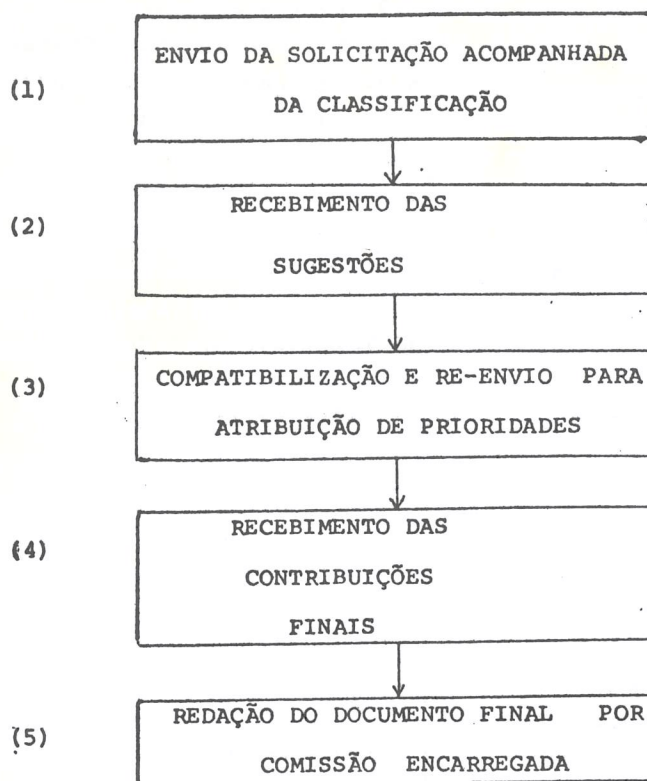 (1)
ENVIO DA SOLICITAÇÃO ACOMPANHADA
DA CLASSIFICAÇÃO
(2)
RECEBIMENTO DAS
SUGESTÕES
(3)
COMPATIBILIZAÇÃO E RE-ENVIO PARA
ATRIBUIÇÃO DE PRIORIDADES
(4)
RECEBIMENTO DAS
CONTRIBUIÇÕES
FINAIS
(5)
REDAÇÃO DO DOCUMENTO FINAL POR
COMISSÃO ENCARREGADA